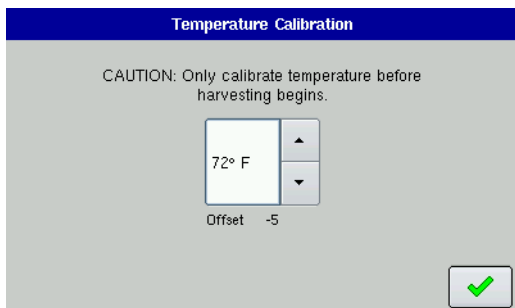 Temperature Calibration
CAUTION: Only calibrate temperature before
harvesting begins.
72° F
Offset -5